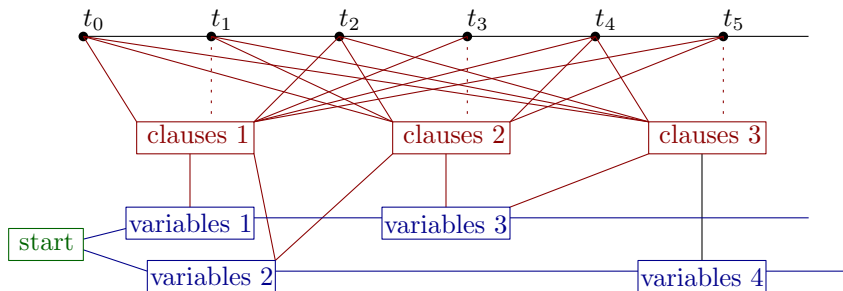 t0 t1 t2 t3 t4 t5
clauses 1 clauses 2 clauses 3
variables 1 variables 3
start
variables 2 variables 4